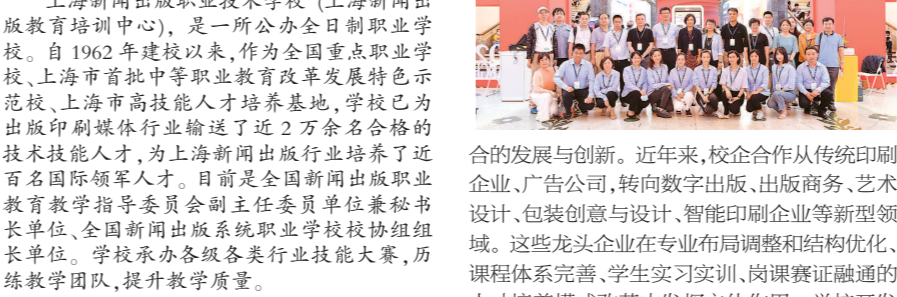 上海新闻出版职业技术学校（上海新闻出
版教育培训中心），是一所公办全日制职业学
校。自1962年建校以来，作为全国重点职业学
校、上海市首批中等职业教育改革发展特色示
范校、上海市高技能人才培养基地，学校已为
出版印刷媒体行业输送了近2万余名合格的
技术技能人才，为上海新闻出版行业培养了近
百名国际领军人才。目前是全国新闻出版职业
教育教学指导委员会副主任委员单位兼秘书
长单位、全国新闻出版系统职业学校校协组组
长单位。学校承办各级各类行业技能大赛，历
练教学团队，提升教学质量。
合的发展与创新。近年来，校企合作从传统印刷
企业、广告公司，转向数字出版、出版商务、艺术
设计、包装创意与设计、智能印刷企业等新型领
域。这些龙头企业在专业布局调整和结构优化、
课程体系完善、学生实习实训、岗课赛证融通的